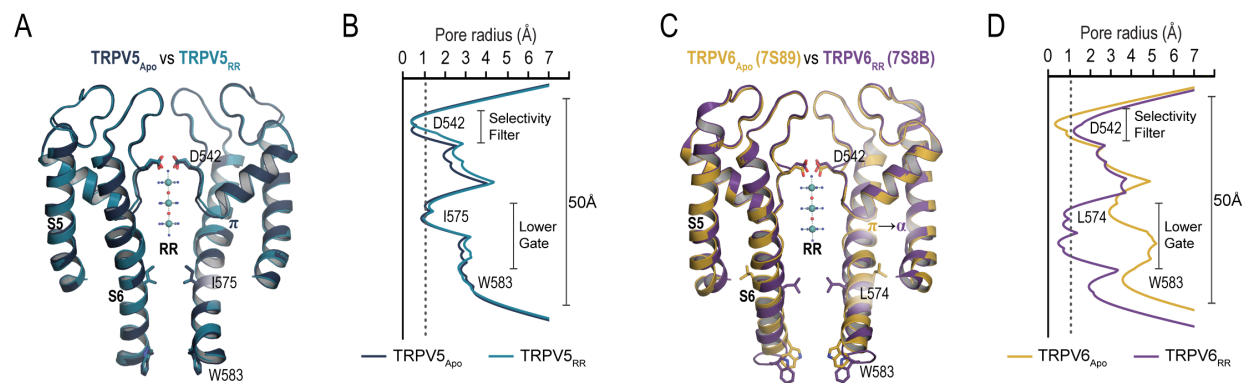 A
TRPV5Apo vs TRPV5RR
D542
S5
π
RR
I575
S6
W583
B
Pore radius (Å)
0 1 2 3 4 5 6 7
D542
Selectivity
Filter
I575
50Å
Lower
Gate
W583
TRPV5Apo TRPV5RR
C
TRPV6Apo (7S89) vs TRPV6RR (7S8B)
D542
S5
π→α
RR
S6
L574
W583
D
Pore radius (Å)
0 1 2 3 4 5 6 7
D542
Selectivity
Filter
L574
50Å
Lower
Gate
W583
TRPV6Apo TRPV6RR